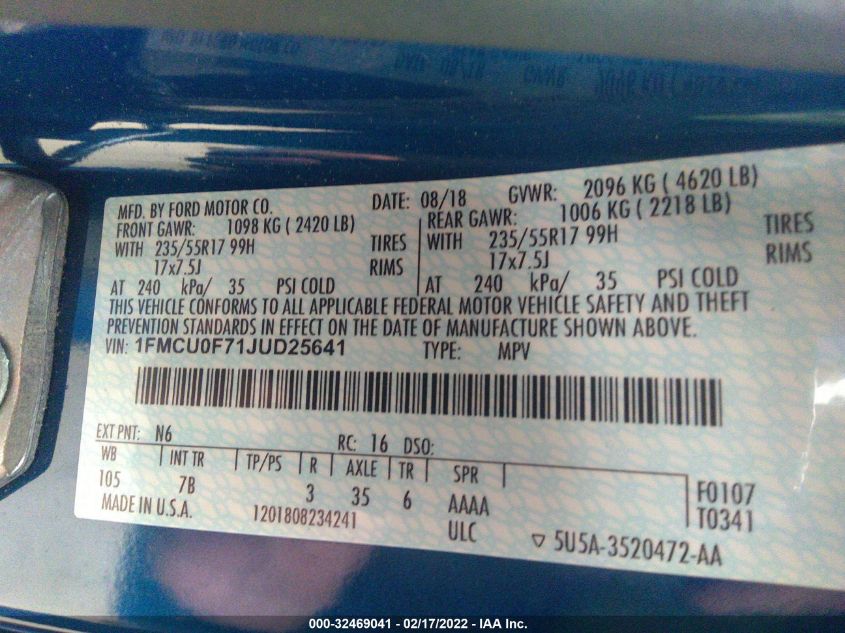 MFD. BY FORD MOTOR CO.
DATE: 08/18 GVWR: 2096 KG ( 4620 LB)
FRONT GAWR: 1098 KG ( 2420 LB)
REAR GAWR: 1006 KG ( 2218 LB)
WITH 235/55R17 99H TIRES
WITH 235/55R17 99H TIRES
17x7.5J RIMS
17x7.5J RIMS
AT 240 kPa/ 35 PSI COLD
AT 240 kPa/ 35 PSI COLD
THIS VEHICLE CONFORMS TO ALL APPLICABLE FEDERAL MOTOR VEHICLE SAFETY AND THEFT
PREVENTION STANDARDS IN EFFECT ON THE DATE OF MANUFACTURE SHOWN ABOVE.
VIN: 1FMCU0F71JUD25641 TYPE: MPV
EXT PNT: N6 RC: 16 DSO:
WB INT TR TP/PS R AXLE TR SPR
105 7B 3 35 6 AAAA F0107
MADE IN U.S.A. 1201808234241 ULC T0341
5U5A-3520472-AA
000-32469041 - 02/17/2022 - IAA Inc.